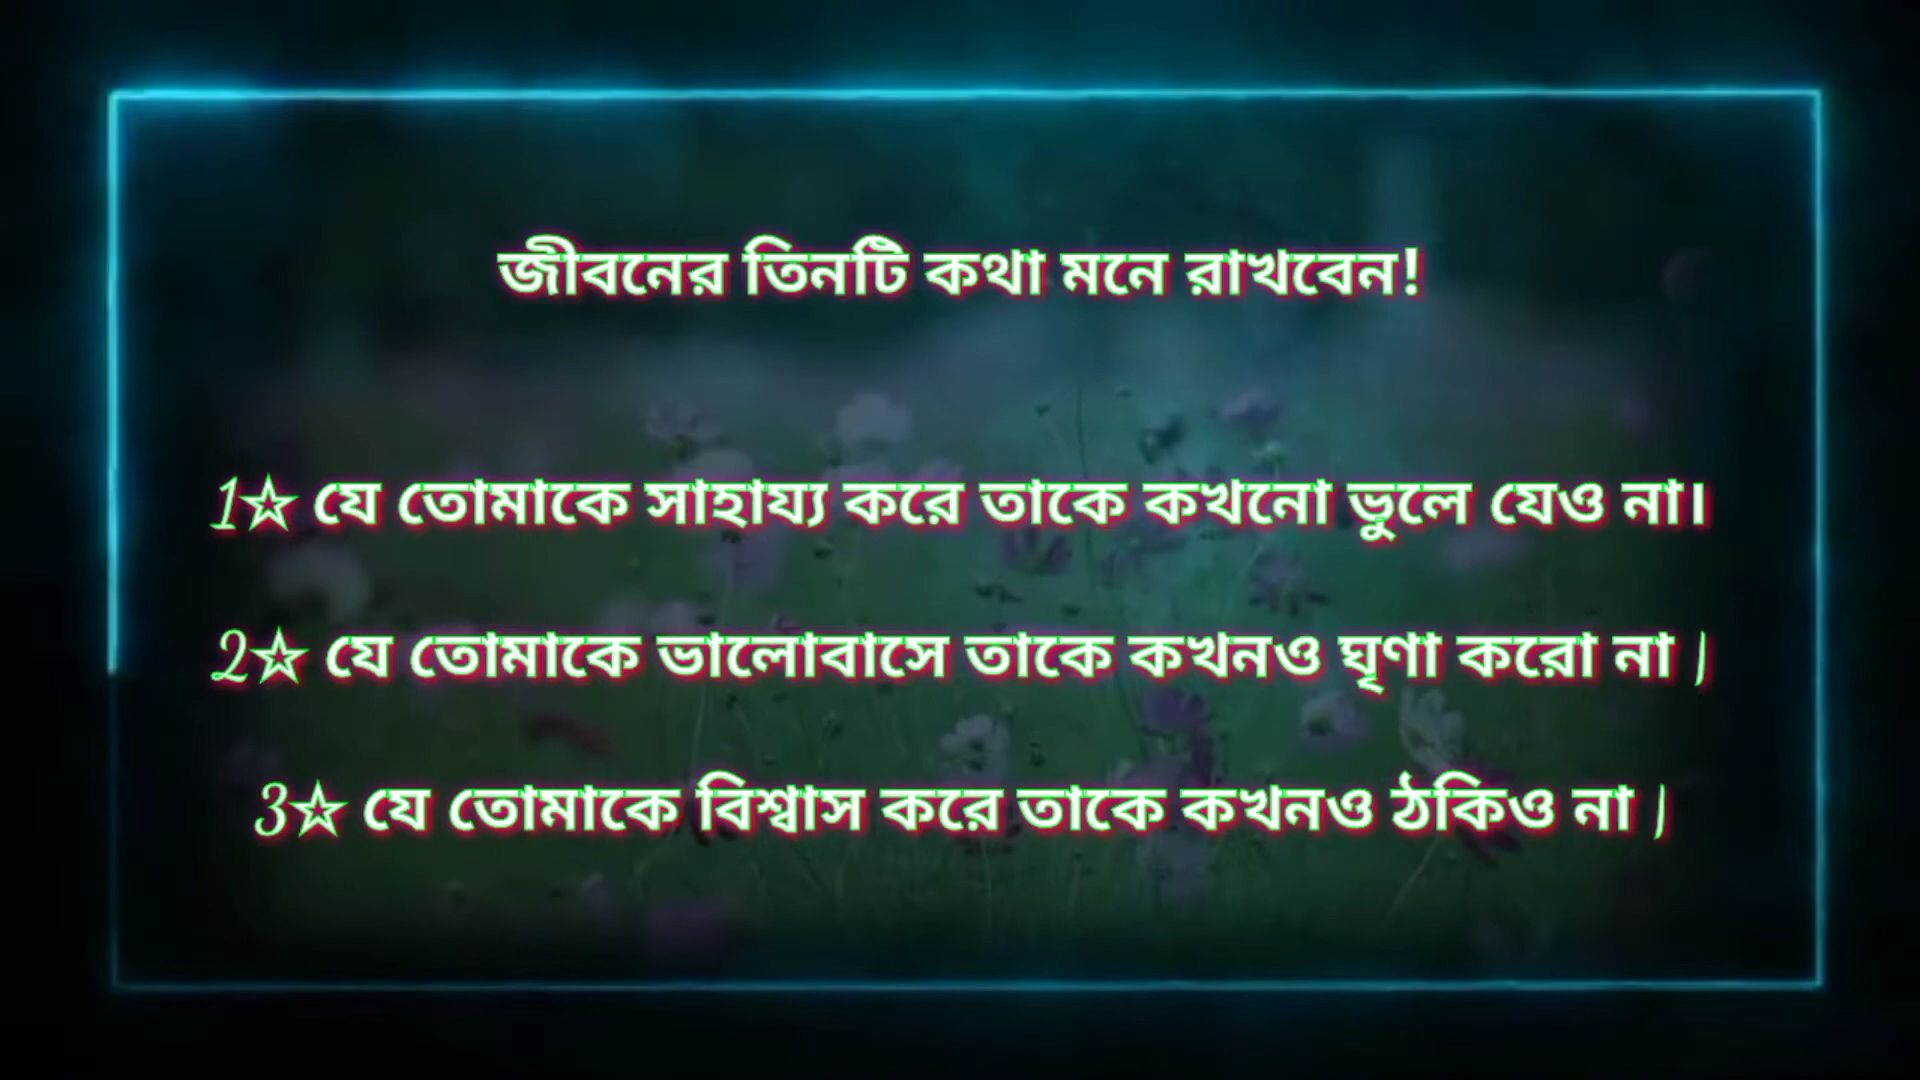 জীবনের তিনটি কথা মনে রাখবেন!
1☆ যে তোমাকে সাহায্য করে তাকে কখনো ভুলে যেও না।
2☆ যে তোমাকে ভালোবাসে তাকে কখনও ঘৃণা করো না |
3☆ যে তোমাকে বিশ্বাস করে তাকে কখনও ঠকিও না |